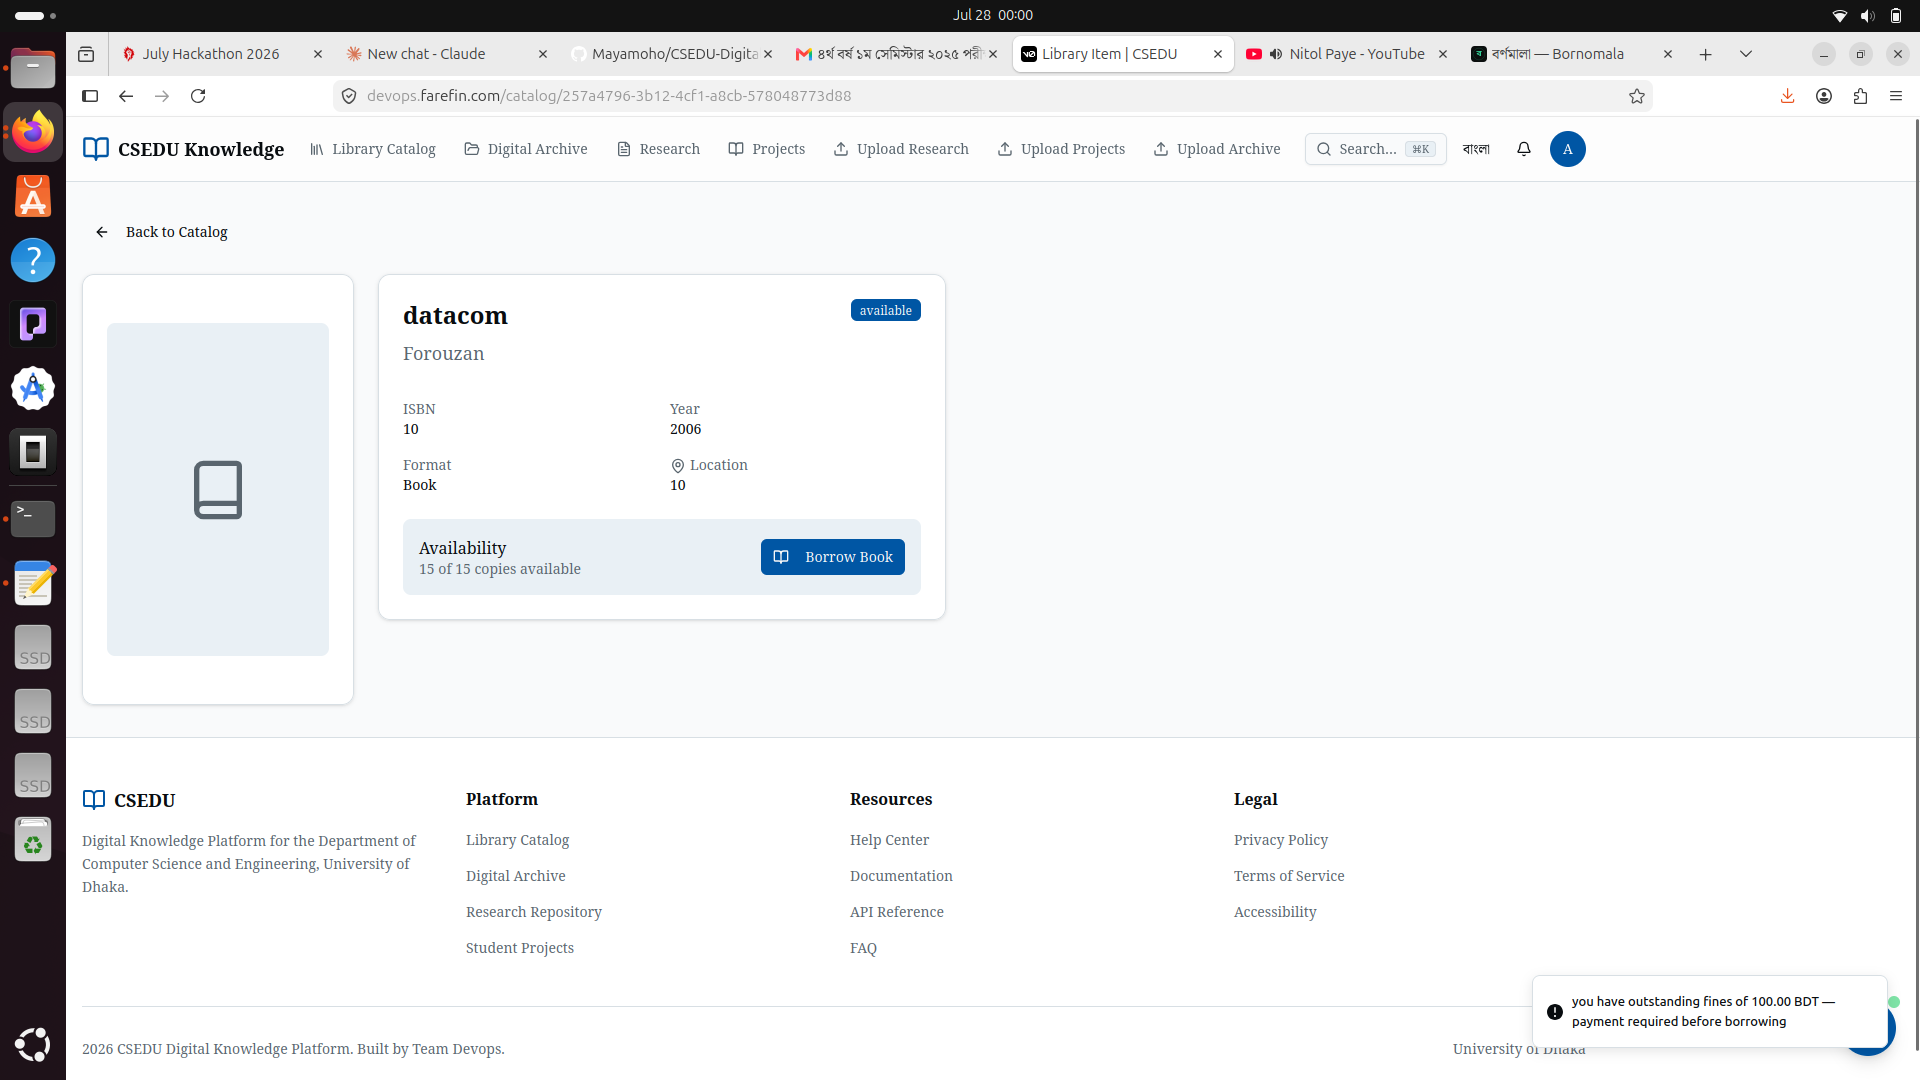 Jul 28 00:00
July Hackathon 2026
New chat - Claude
Mayamoho/CSEDU-Digita
৪র্থ বর্ষ ১ম সেমিস্টার ২০২৫ পরী
Library Item | CSEDU
Nitol Paye - YouTube
বর্ণমালা — Bornomala
devops.farefin.com/catalog/257a4796-3b12-4cf1-a8cb-578048773d88
CSEDU Knowledge
Library Catalog
Digital Archive
Research
Projects
Upload Research
Upload Projects
Upload Archive
Search... ⌘K
বাংলা
A
Back to Catalog
datacom
available
Forouzan
ISBN
10
Year
2006
Format
Book
Location
10
Availability
15 of 15 copies available
Borrow Book
CSEDU
Digital Knowledge Platform for the Department of
Computer Science and Engineering, University of
Dhaka.
Platform
Library Catalog
Digital Archive
Research Repository
Student Projects
Resources
Help Center
Documentation
API Reference
FAQ
Legal
Privacy Policy
Terms of Service
Accessibility
you have outstanding fines of 100.00 BDT —
payment required before borrowing
2026 CSEDU Digital Knowledge Platform. Built by Team Devops.
University of Dhaka
SSD
SSD
SSD